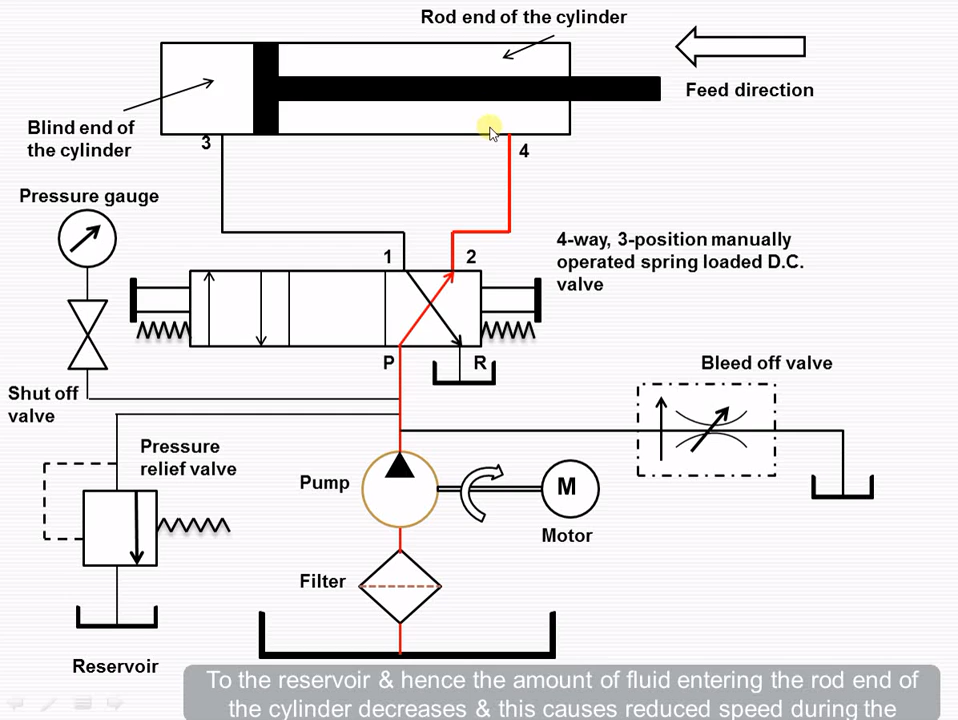 Rod end of the cylinder
Feed direction
Blind end of
the cylinder
3
4
Pressure gauge
1
2
4-way, 3-position manually
operated spring loaded D.C.
valve
P
R
Shut off
valve
Bleed off valve
Pressure
relief valve
Pump
M
Motor
Filter
Reservoir
To the reservoir & hence the amount of fluid entering the rod end of
the cylinder decreases & this causes reduced speed during the